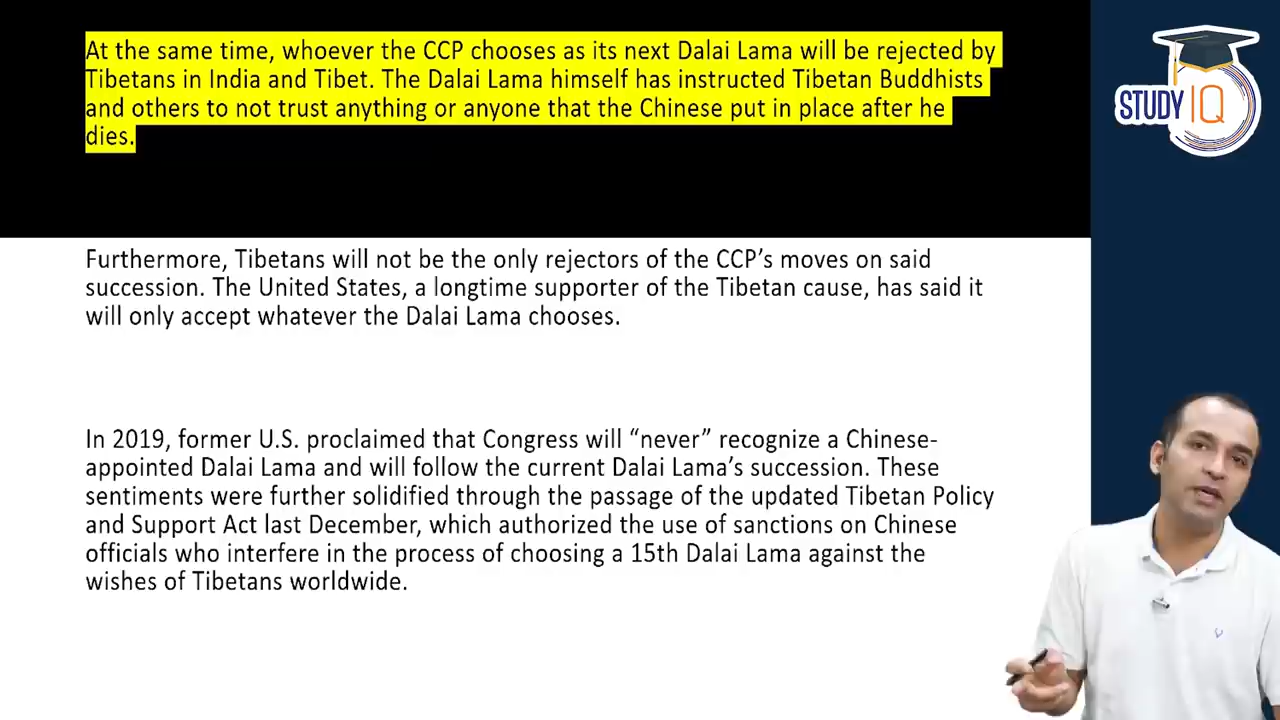 At the same time, whoever the CCP chooses as its next Dalai Lama will be rejected by
Tibetans in India and Tibet. The Dalai Lama himself has instructed Tibetan Buddhists
and others to not trust anything or anyone that the Chinese put in place after he
dies.
STUDY IQ
Furthermore, Tibetans will not be the only rejectors of the CCP’s moves on said
succession. The United States, a longtime supporter of the Tibetan cause, has said it
will only accept whatever the Dalai Lama chooses.
In 2019, former U.S. proclaimed that Congress will “never” recognize a Chinese-
appointed Dalai Lama and will follow the current Dalai Lama’s succession. These
sentiments were further solidified through the passage of the updated Tibetan Policy
and Support Act last December, which authorized the use of sanctions on Chinese
officials who interfere in the process of choosing a 15th Dalai Lama against the
wishes of Tibetans worldwide.